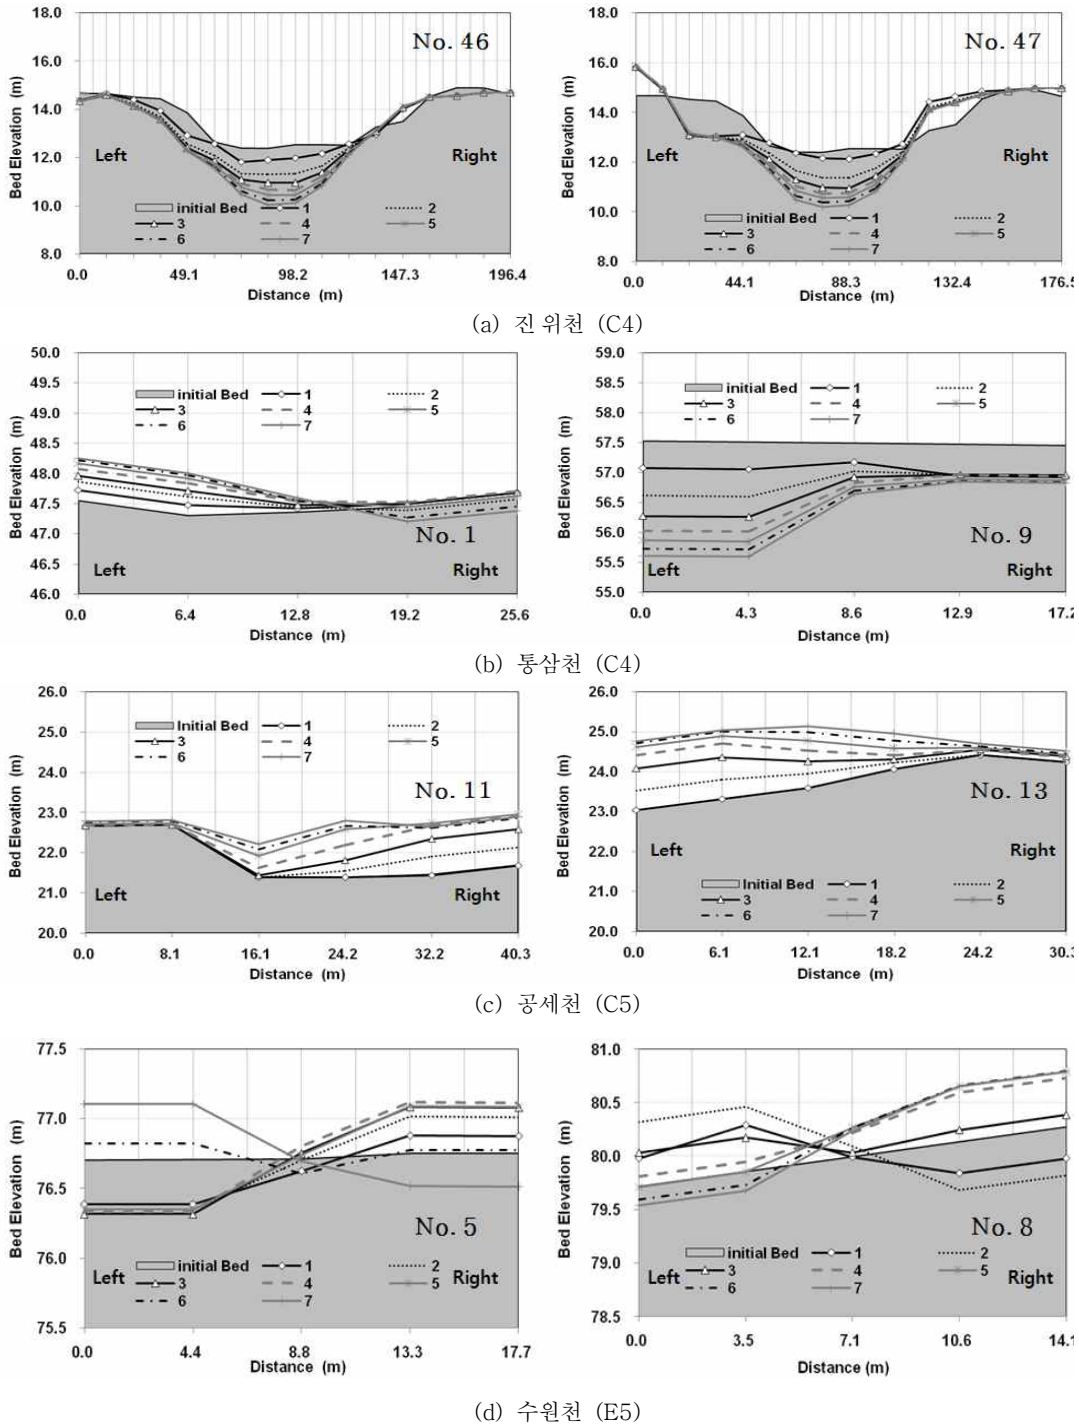 18.0
16.0
14.0
12.0
10.0
8.0
Bed Elevation (m)
No. 46
Left
Right
initial Bed 1 2
3 4 5
6 7
0.0 49.1 98.2 147.3 196.4
Distance (m)
18.0
16.0
14.0
12.0
10.0
8.0
Bed Elevation (m)
No. 47
Left
Right
initial Bed 1 2
3 4 5
6 7
0.0 44.1 88.3 132.4 176.5
Distance (m)
(a) 진위천 (C4)
50.0
49.5
49.0
48.5
48.0
47.5
47.0
46.5
46.0
Bed Elevation (m)
initial Bed 1 2
3 4 5
6 7
No. 1
Left
Right
0.0 6.4 12.8 19.2 25.6
Distance (m)
59.0
58.5
58.0
57.5
57.0
56.5
56.0
55.5
55.0
Bed Elevation (m)
initial Bed 1 2
3 4 5
6 7
No. 9
Left
Right
0.0 4.3 8.6 12.9 17.2
Distance (m)
(b) 통삼천 (C4)
26.0
25.0
24.0
23.0
22.0
21.0
20.0
Bed Elevation (m)
Initial Bed 1 2
3 4 5
6 7
No. 11
Left
Right
0.0 8.1 16.1 24.2 32.2 40.3
Distance (m)
26.0
25.0
24.0
23.0
22.0
21.0
20.0
Bed Elevation (m)
No. 13
Left
Right
Initial Bed 1 2
3 4 5
6 7
0.0 6.1 12.1 18.2 24.2 30.3
Distance (m)
(c) 공세천 (C5)
77.5
77.0
76.5
76.0
75.5
Bed Elevation (m)
No. 5
Left
Right
initial Bed 1 2
3 4 5
6 7
0.0 4.4 8.8 13.3 17.7
Distance (m)
81.0
80.5
80.0
79.5
79.0
78.5
Bed Elevation (m)
No. 8
Left
Right
initial Bed 1 2
3 4 5
6 7
0.0 3.5 7.1 10.6 14.1
Distance (m)
(d) 수원천 (E5)